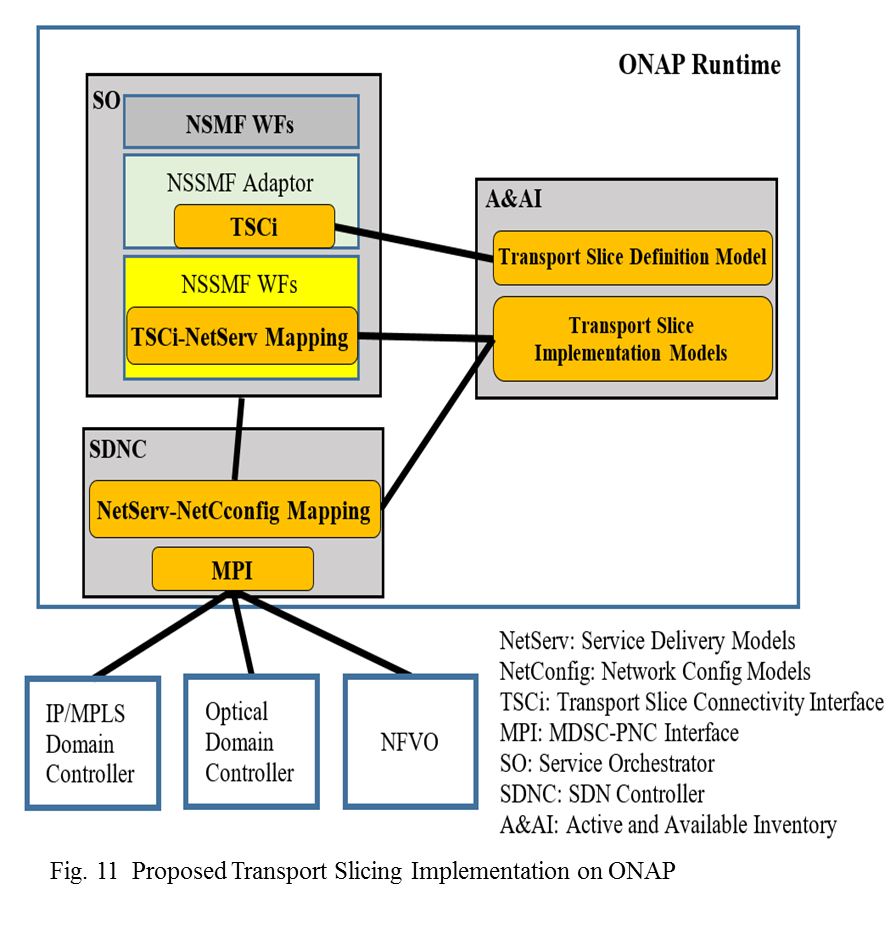 ONAP Runtime
SO
NSMF WFs
NSSMF Adaptor
TSCi
NSSMF WFs
TSCi-NetServ Mapping
A&AI
Transport Slice Definition Model
Transport Slice
Implementation Models
SDNC
NetServ-NetCconfig Mapping
MPI
IP/MPLS
Domain
Controller
Optical
Domain
Controller
NFVO
NetServ: Service Delivery Models
NetConfig: Network Config Models
TSCi: Transport Slice Connectivity Interface
MPI: MDSC-PNC Interface
SO: Service Orchestrator
SDNC: SDN Controller
A&AI: Active and Available Inventory
Fig. 11 Proposed Transport Slicing Implementation on ONAP